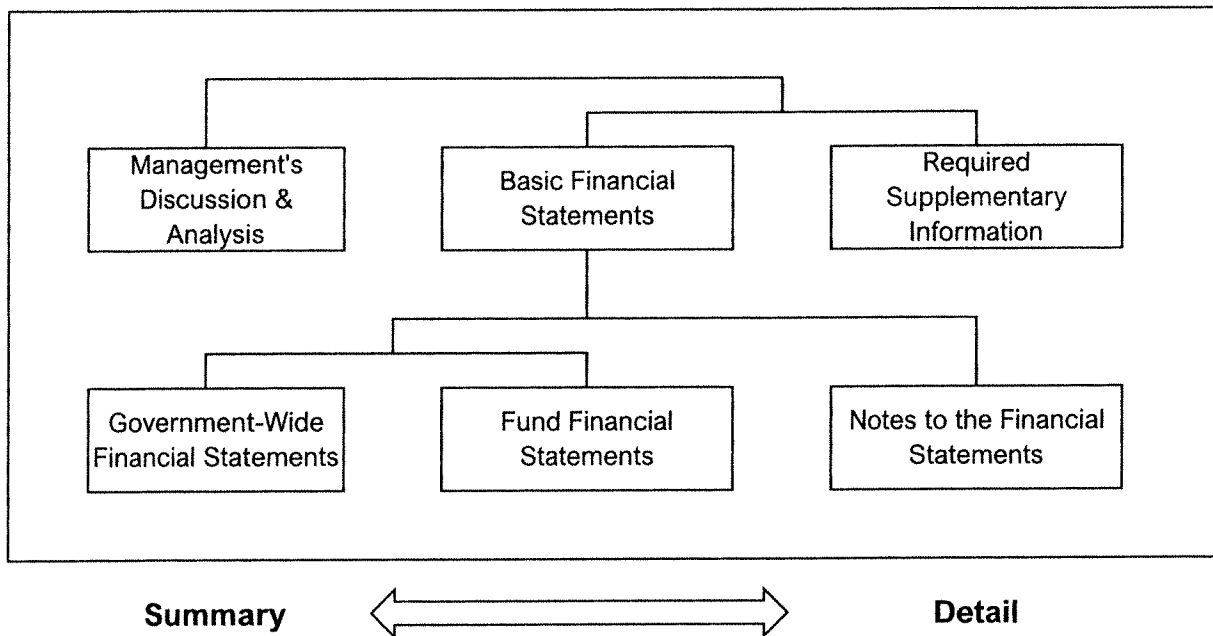 Management's
Discussion &
Analysis
Basic Financial
Statements
Required
Supplementary
Information
Government-Wide
Financial Statements
Fund Financial
Statements
Notes to the Financial
Statements
Summary
Detail